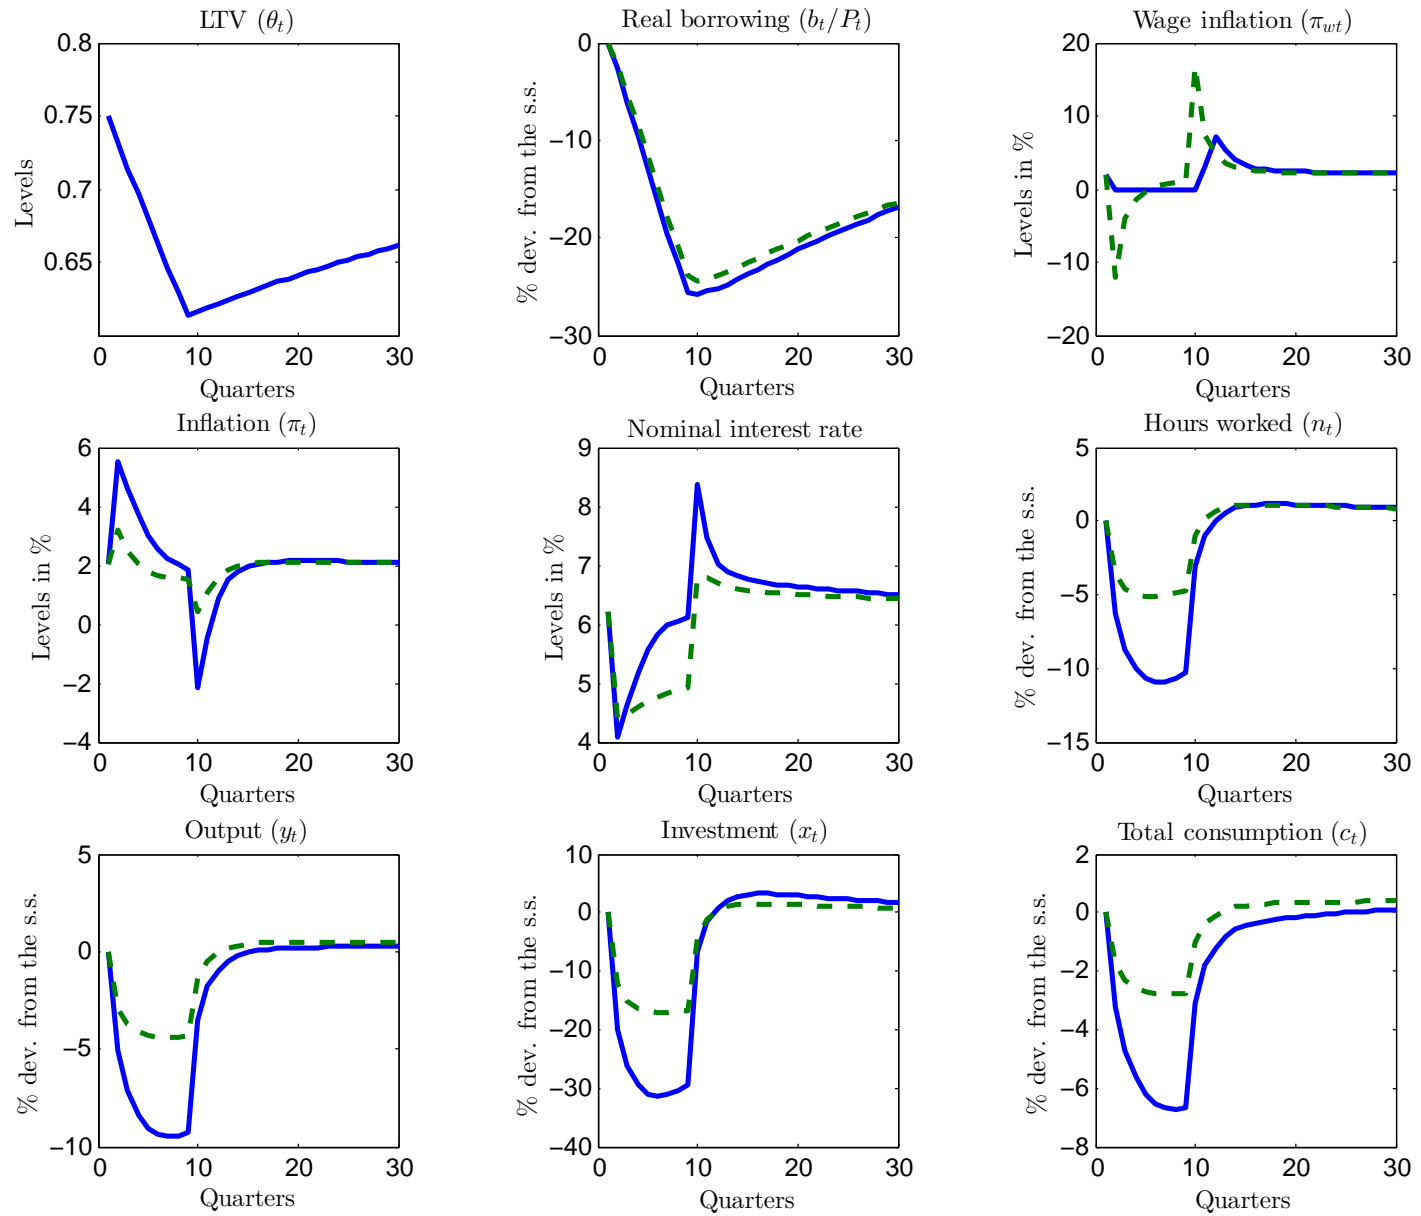 LTV (θt)
0.8
0.75
0.7
0.65
Levels
0 10 20 30
Quarters
Real borrowing (bt/Pt)
0
−10
−20
−30
% dev. from the s.s.
0 10 20 30
Quarters
Wage inflation (πwt)
20
10
0
−10
−20
Levels in %
0 10 20 30
Quarters
Inflation (πt)
6
4
2
0
−2
−4
Levels in %
0 10 20 30
Quarters
Nominal interest rate
9
8
7
6
5
4
Levels in %
0 10 20 30
Quarters
Hours worked (nt)
5
0
−5
−10
−15
% dev. from the s.s.
0 10 20 30
Quarters
Output (yt)
5
0
−5
−10
% dev. from the s.s.
0 10 20 30
Quarters
Investment (xt)
10
0
−10
−20
−30
−40
% dev. from the s.s.
0 10 20 30
Quarters
Total consumption (ct)
2
0
−2
−4
−6
−8
% dev. from the s.s.
0 10 20 30
Quarters